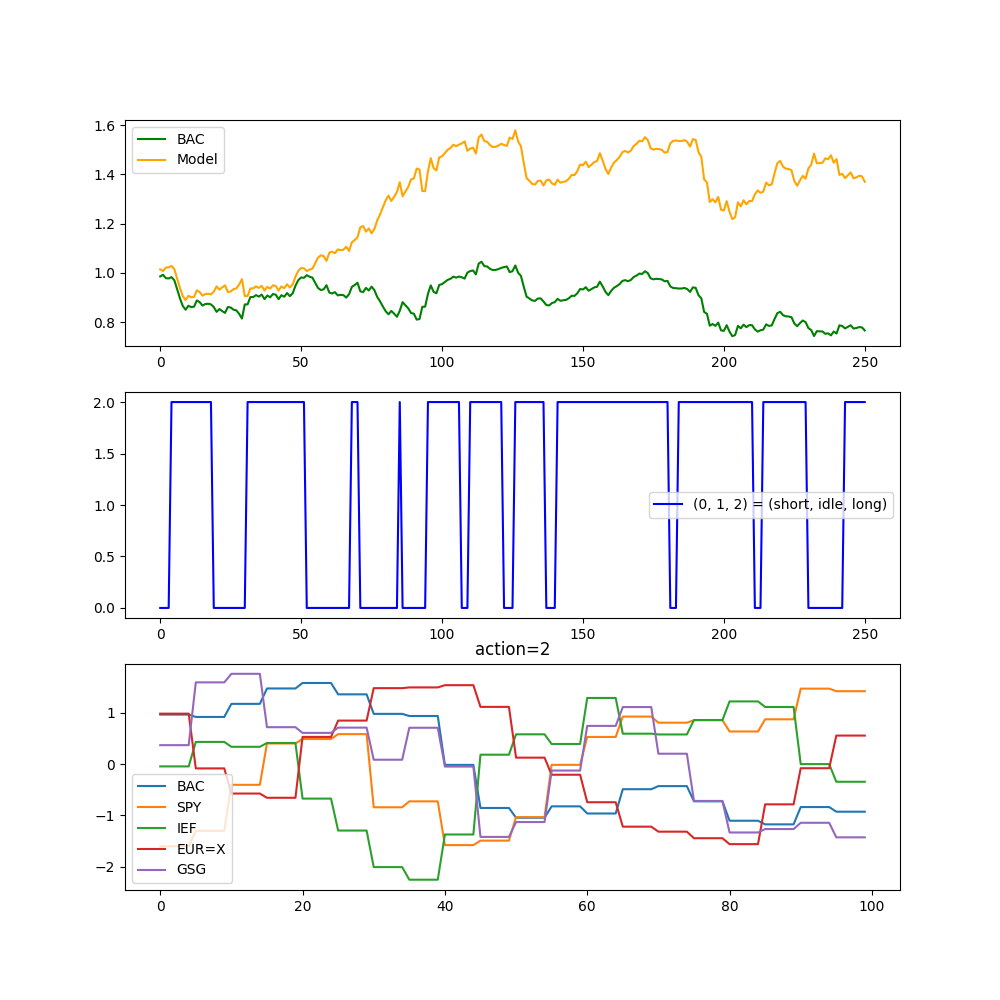 1.6
1.4
1.2
1.0
0.8
BAC
Model
0 50 100 150 200 250
2.0
1.5
1.0
0.5
0.0
(0, 1, 2) = (short, idle, long)
0 50 100 150 200 250
action=2
1
0
−1
−2
BAC
SPY
IEF
EUR=X
GSG
0 20 40 60 80 100